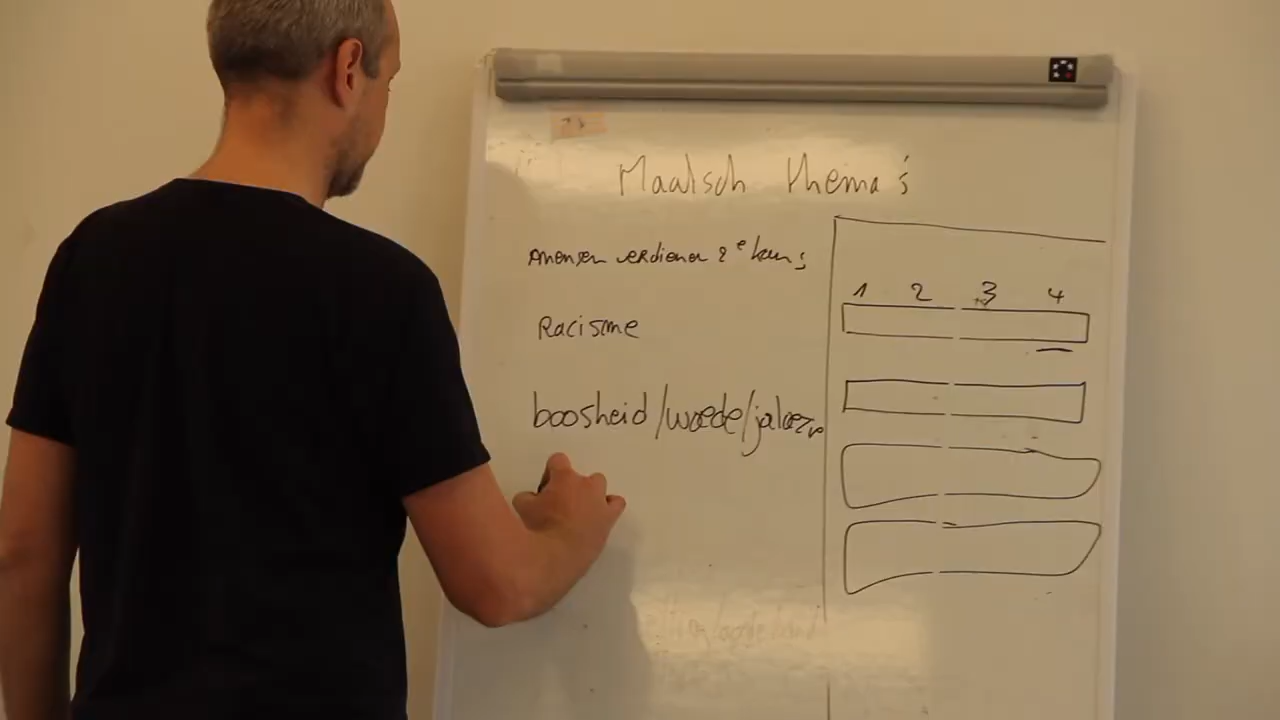 Maatsch thema's
mensen verdienen 2e kans
1 2 3 4
Racisme
boosheid/woede/jaloezie